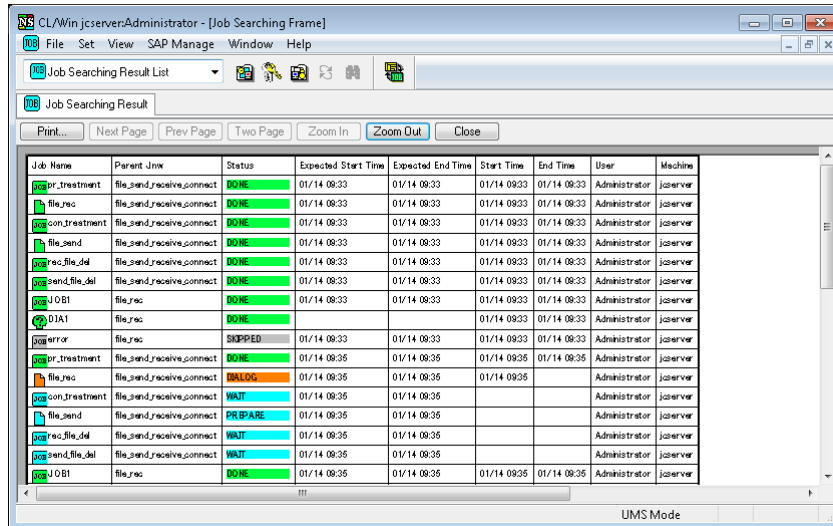 CL/Win jcserver:Administrator - [Job Searching Frame]
File Set View SAP Manage Window Help
JOB Job Searching Result List
JOB Job Searching Result
Print... Next Page Prev Page Two Page Zoom In Zoom Out Close
Job Name Parent Jnw Status Expected Start Time Expected End Time Start Time End Time User Machine
JOB pr_treatment file_send_receive_connect DONE 01/14 09:33 01/14 09:33 01/14 09:33 01/14 09:33 Administrator jcserver
file_rec file_send_receive_connect DONE 01/14 09:33 01/14 09:33 01/14 09:33 01/14 09:33 Administrator jcserver
JOB con_treatment file_send_receive_connect DONE 01/14 09:33 01/14 09:33 01/14 09:33 01/14 09:33 Administrator jcserver
file_send file_send_receive_connect DONE 01/14 09:33 01/14 09:33 01/14 09:33 01/14 09:33 Administrator jcserver
JOB rec_file_del file_send_receive_connect DONE 01/14 09:33 01/14 09:33 01/14 09:33 01/14 09:33 Administrator jcserver
JOB send_file_del file_send_receive_connect DONE 01/14 09:33 01/14 09:33 01/14 09:33 01/14 09:33 Administrator jcserver
JOB JOB1 file_rec DONE 01/14 09:33 01/14 09:33 01/14 09:33 01/14 09:33 Administrator jcserver
? DIA1 file_rec DONE 01/14 09:33 01/14 09:33 Administrator jcserver
JOB error file_rec SKIPPED 01/14 09:33 01/14 09:33 01/14 09:33 01/14 09:33 Administrator jcserver
JOB pr_treatment file_send_receive_connect DONE 01/14 09:35 01/14 09:35 01/14 09:35 01/14 09:35 Administrator jcserver
file_rec file_send_receive_connect DIALOG 01/14 09:35 01/14 09:35 01/14 09:35 Administrator jcserver
JOB con_treatment file_send_receive_connect WAIT 01/14 09:35 01/14 09:35 Administrator jcserver
file_send file_send_receive_connect PREPARE 01/14 09:35 01/14 09:35 Administrator jcserver
JOB rec_file_del file_send_receive_connect WAIT 01/14 09:35 01/14 09:35 Administrator jcserver
JOB send_file_del file_send_receive_connect WAIT 01/14 09:35 01/14 09:35 Administrator jcserver
JOB JOB1 file_rec DONE 01/14 09:35 01/14 09:35 01/14 09:35 01/14 09:35 Administrator jcserver
UMS Mode